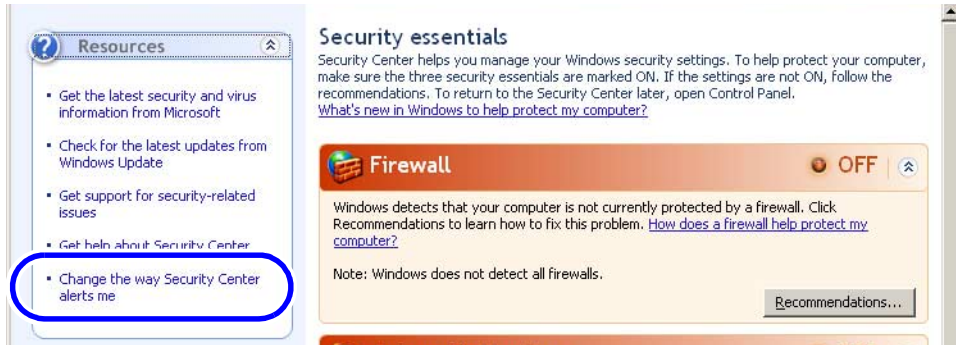 Resources
Get the latest security and virus
information from Microsoft
Check for the latest updates from
Windows Update
Get support for security-related
issues
Get help about Security Center
Change the way Security Center
alerts me
Security essentials
Security Center helps you manage your Windows security settings. To help protect your computer,
make sure the three security essentials are marked ON. If the settings are not ON, follow the
recommendations. To return to the Security Center later, open Control Panel.
What's new in Windows to help protect my computer?
Firewall
OFF
Windows detects that your computer is not currently protected by a firewall. Click
Recommendations to learn how to fix this problem. How does a firewall help protect my
computer?
Note: Windows does not detect all firewalls.
Recommendations...